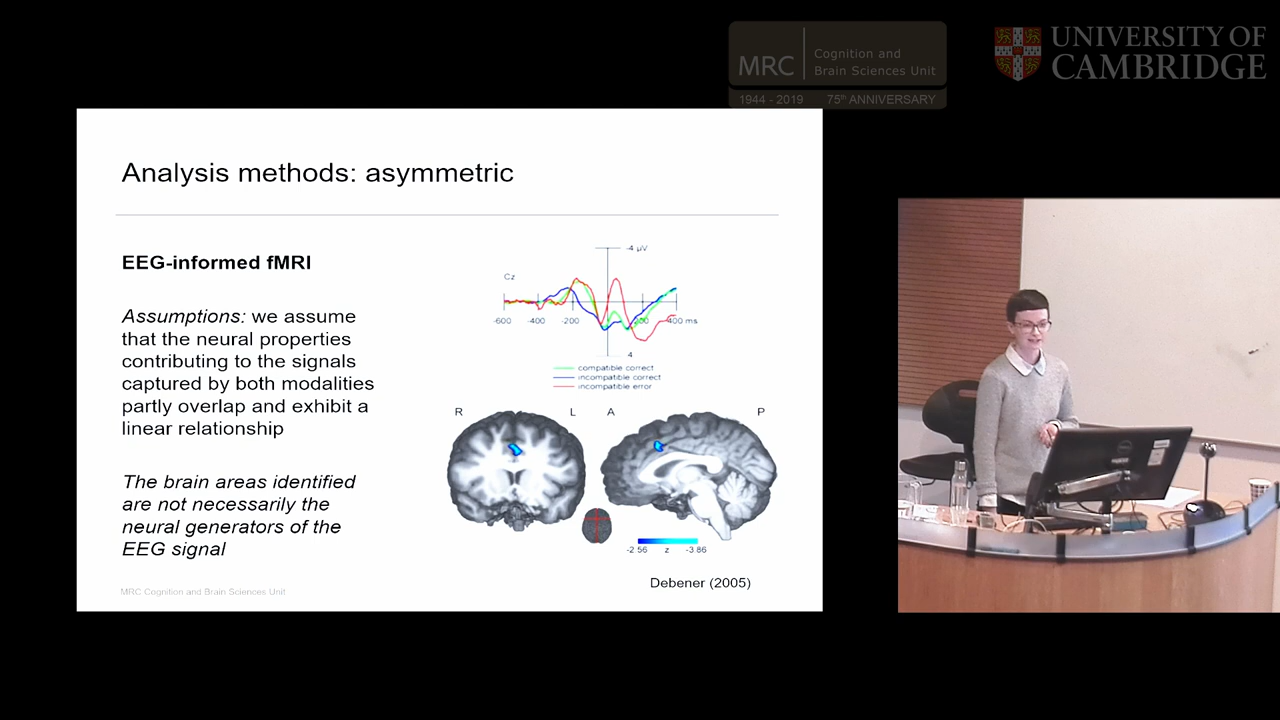 MRC
Cognition and
Brain Sciences Unit
1944 - 2019
75th ANNIVERSARY
UNIVERSITY OF
CAMBRIDGE
Analysis methods: asymmetric
EEG-informed fMRI
Assumptions: we assume
that the neural properties
contributing to the signals
captured by both modalities
partly overlap and exhibit a
linear relationship
The brain areas identified
are not necessarily the
neural generators of the
EEG signal
MRC Cognition and Brain Sciences Unit
-4 μV
Cz
-600 -400 -200 200 400 ms
4
compatible correct
incompatible correct
incompatible error
R L A P
-2.56 z -3.86
Debener (2005)